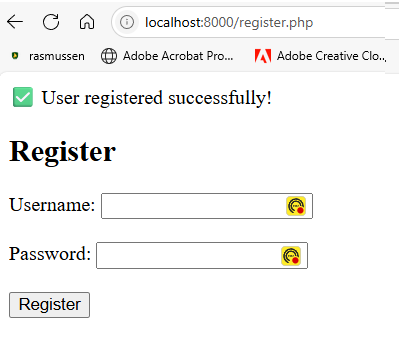 localhost:8000/register.php
rasmussen Adobe Acrobat Pro... Adobe Creative Clo...
User registered successfully!
Register
Username:
Password:
Register